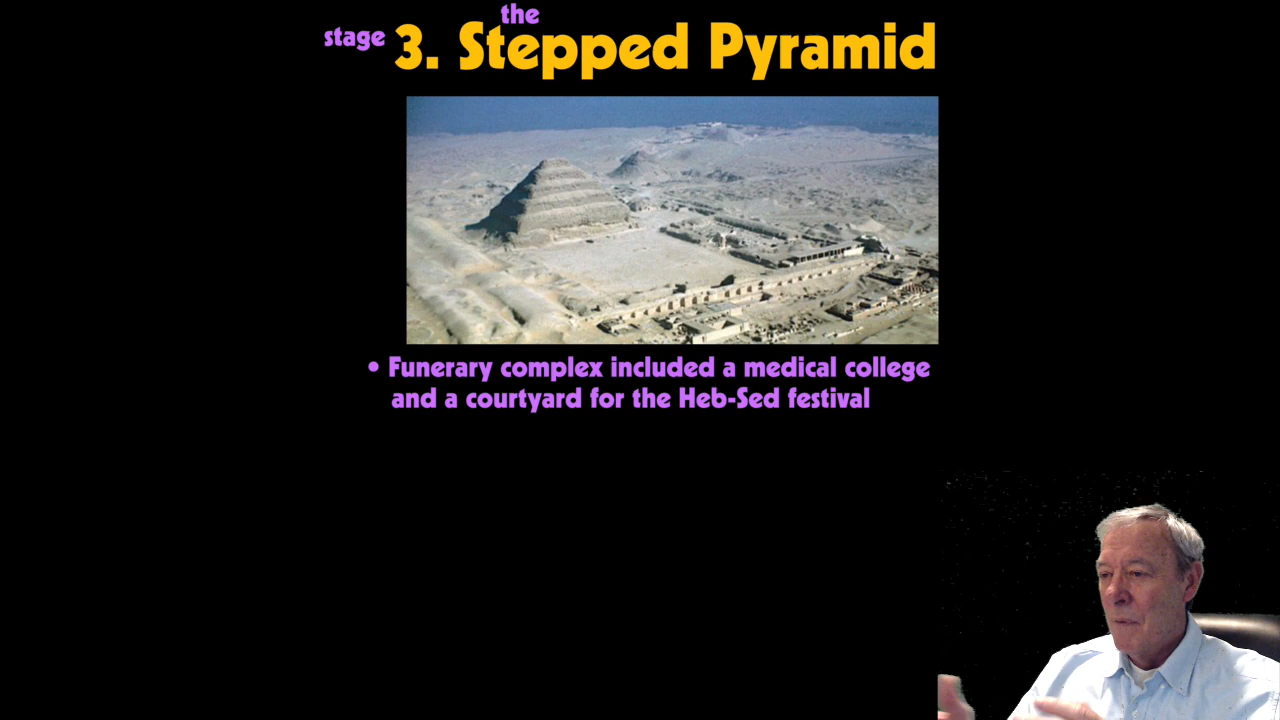 the
stage 3. Stepped Pyramid
• Funerary complex included a medical college
and a courtyard for the Heb-Sed festival